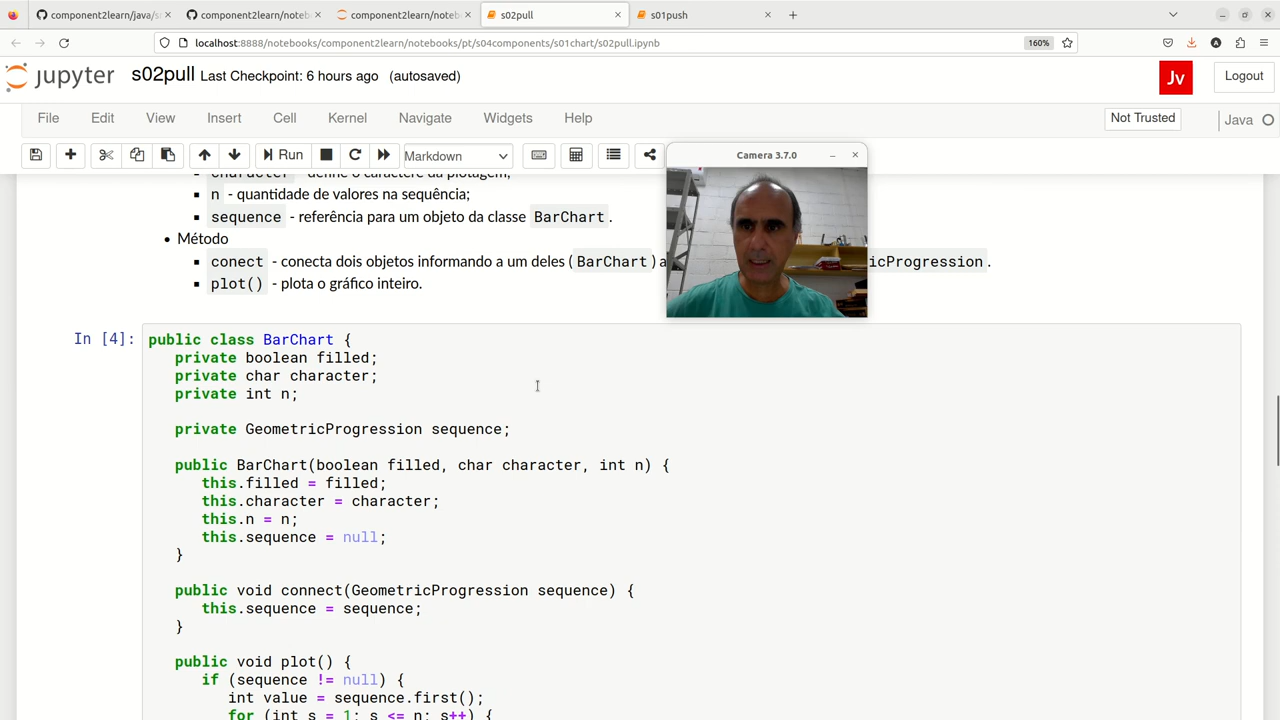 component2learn/java/s
component2learn/notebo
component2learn/noteb
s02pull
s01push
localhost:8888/notebooks/component2learn/notebooks/pt/s04components/s01chart/s02pull.ipynb
160%
jupyter s02pull Last Checkpoint: 6 hours ago (autosaved)
Jv
Logout
File Edit View Insert Cell Kernel Widgets Help
Not Trusted
Java
Run
Markdown
Camera 3.7.0
character - define o caractere da plotagem;
n - quantidade de valores na sequência;
sequence - referência para um objeto da classe BarChart.
Método
conect - conecta dois objetos informando a um deles (BarChart) a icProgression.
plot() - plota o gráfico inteiro.
In [4]:
public class BarChart {
private boolean filled;
private char character;
private int n;
private GeometricProgression sequence;
public BarChart(boolean filled, char character, int n) {
this.filled = filled;
this.character = character;
this.n = n;
this.sequence = null;
}
public void connect(GeometricProgression sequence) {
this.sequence = sequence;
}
public void plot() {
if (sequence != null) {
int value = sequence.first();
for (int s = 1; s <= n; s++) {